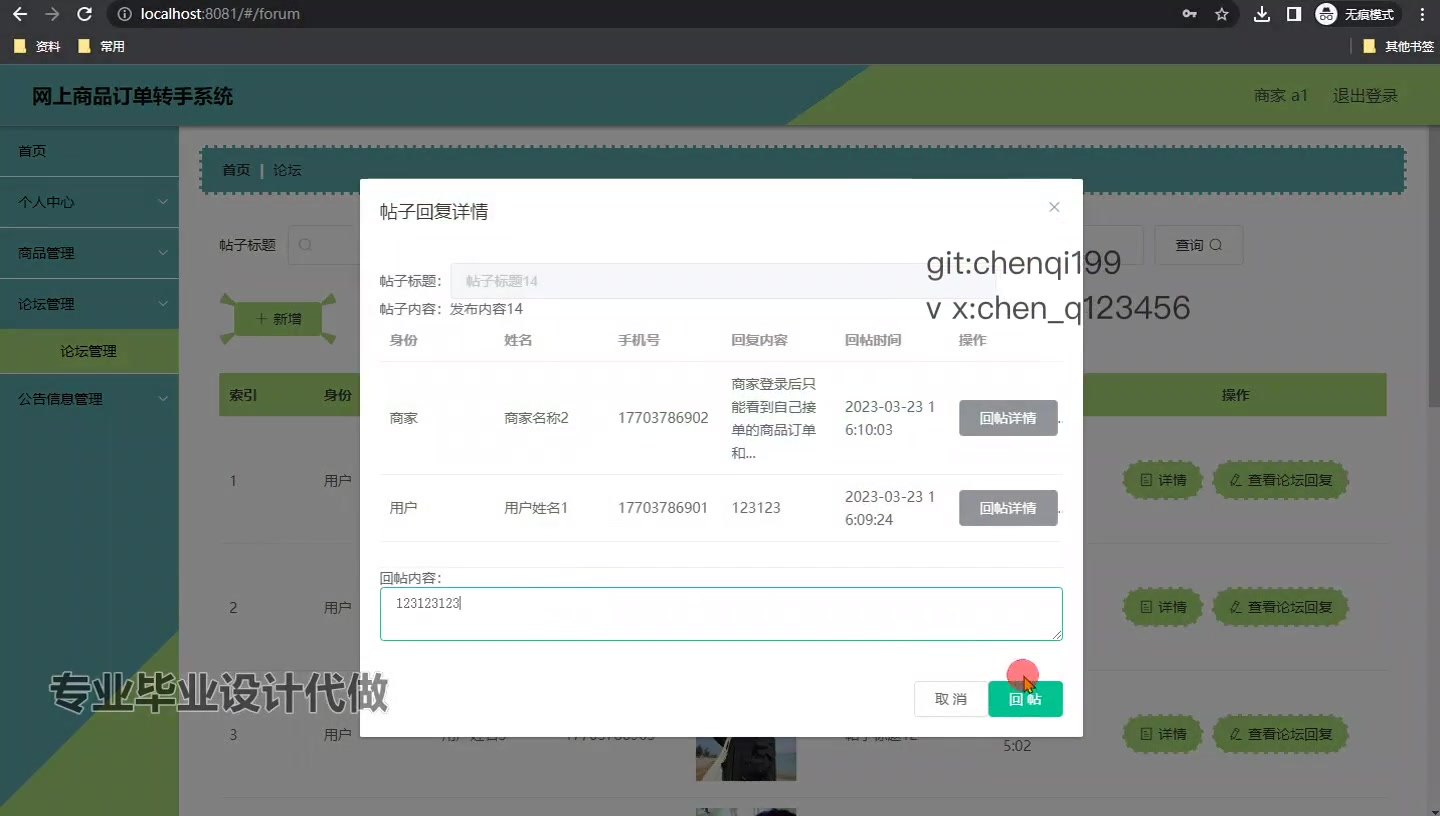 localhost:8081/#/forum
无痕模式
资料
常用
其他书签
网上商品订单转手系统
商家 a1
退出登录
首页
个人中心
商品管理
论坛管理
论坛管理
公告信息管理
首页 | 论坛
帖子标题
查询
+ 新增
索引
身份
操作
1
用户
详情
查看论坛回复
2
用户
详情
查看论坛回复
3
用户
5:02
详情
查看论坛回复
帖子回复详情
帖子标题：
帖子标题14
帖子内容：发布内容14
身份 姓名 手机号 回复内容 回帖时间 操作
商家 商家名称2 17703786902
商家登录后只
能看到自己接
单的商品订单
和...
2023-03-23 1
6:10:03
回帖详情
用户 用户姓名1 17703786901 123123
2023-03-23 1
6:09:24
回帖详情
回帖内容：
123123123
取 消
回 帖
git:chenqi199
v x:chen_q123456
专业毕业设计代做